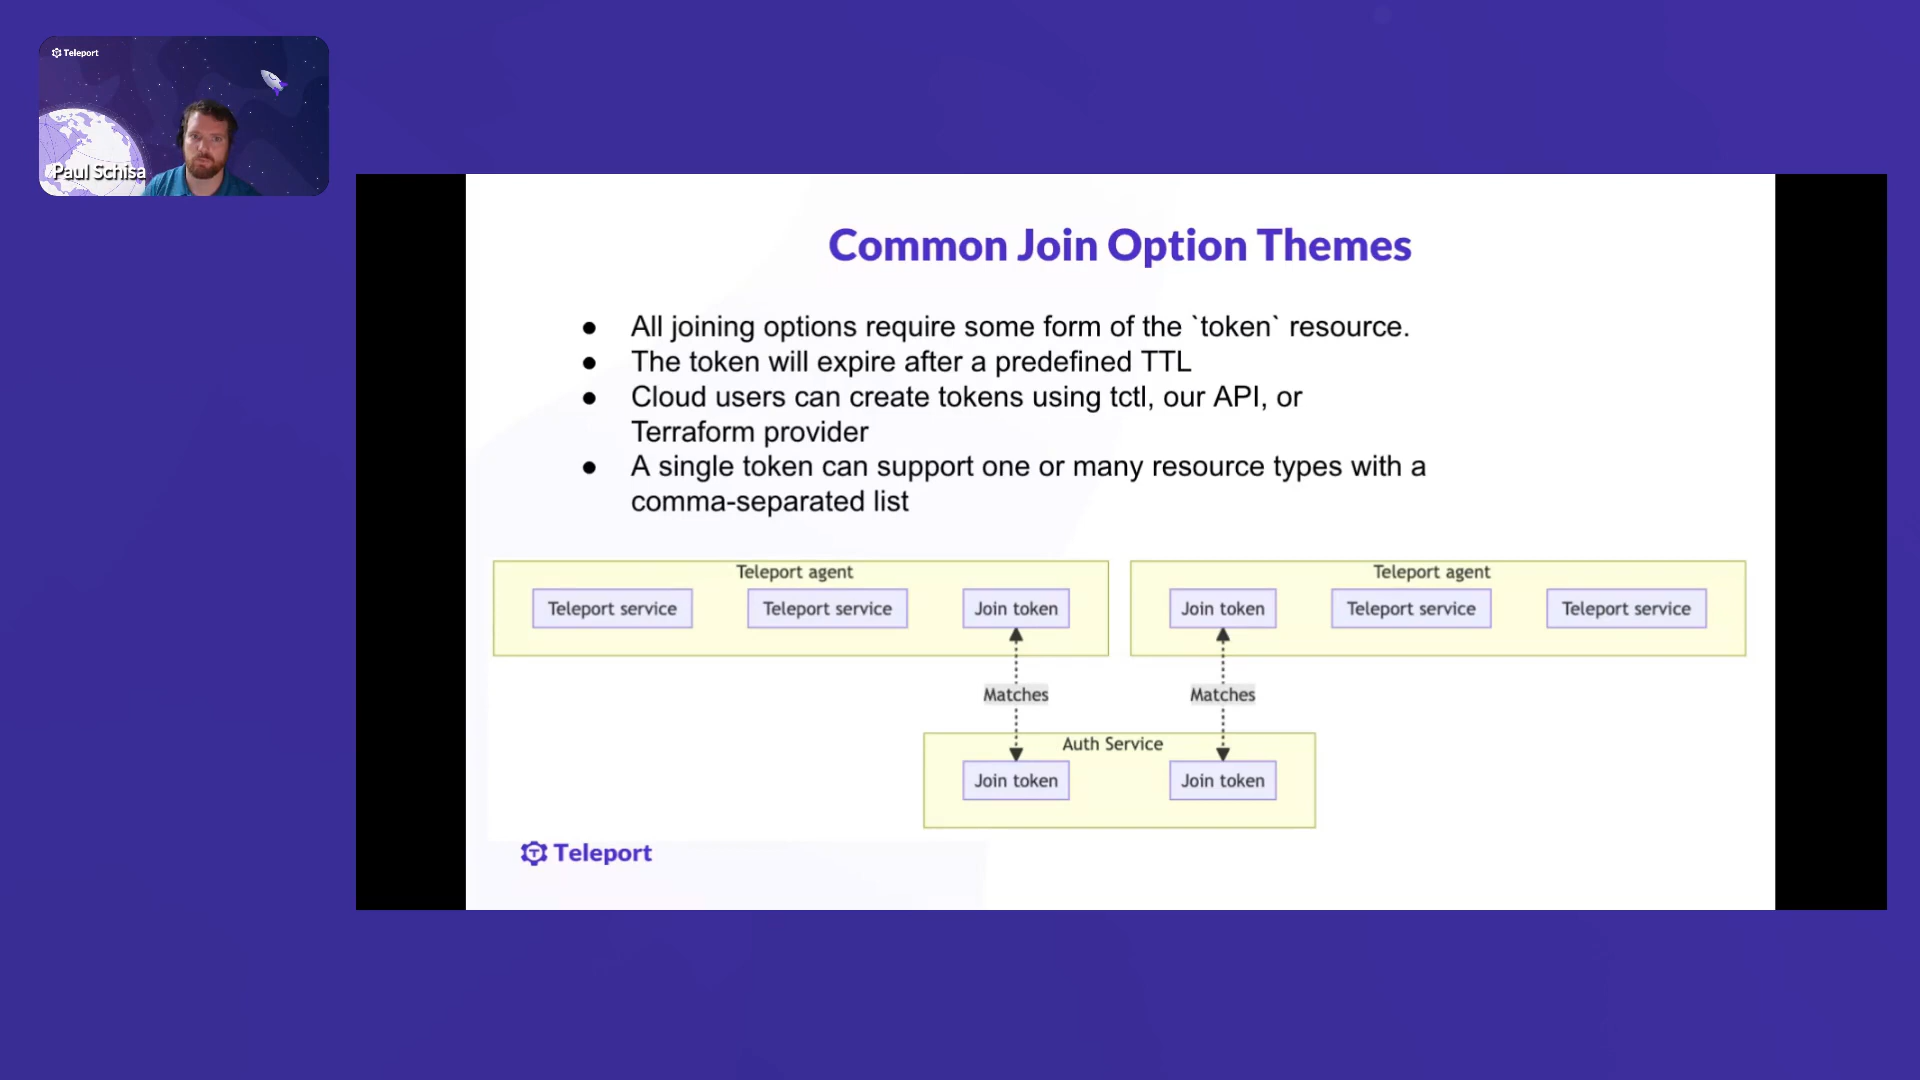 Teleport
Paul Schisa
Common Join Option Themes
● All joining options require some form of the `token` resource.
● The token will expire after a predefined TTL
● Cloud users can create tokens using tctl, our API, or
Terraform provider
● A single token can support one or many resource types with a
comma-separated list
Teleport agent
Teleport service
Teleport service
Join token
Teleport agent
Join token
Teleport service
Teleport service
Matches
Matches
Auth Service
Join token
Join token
Teleport